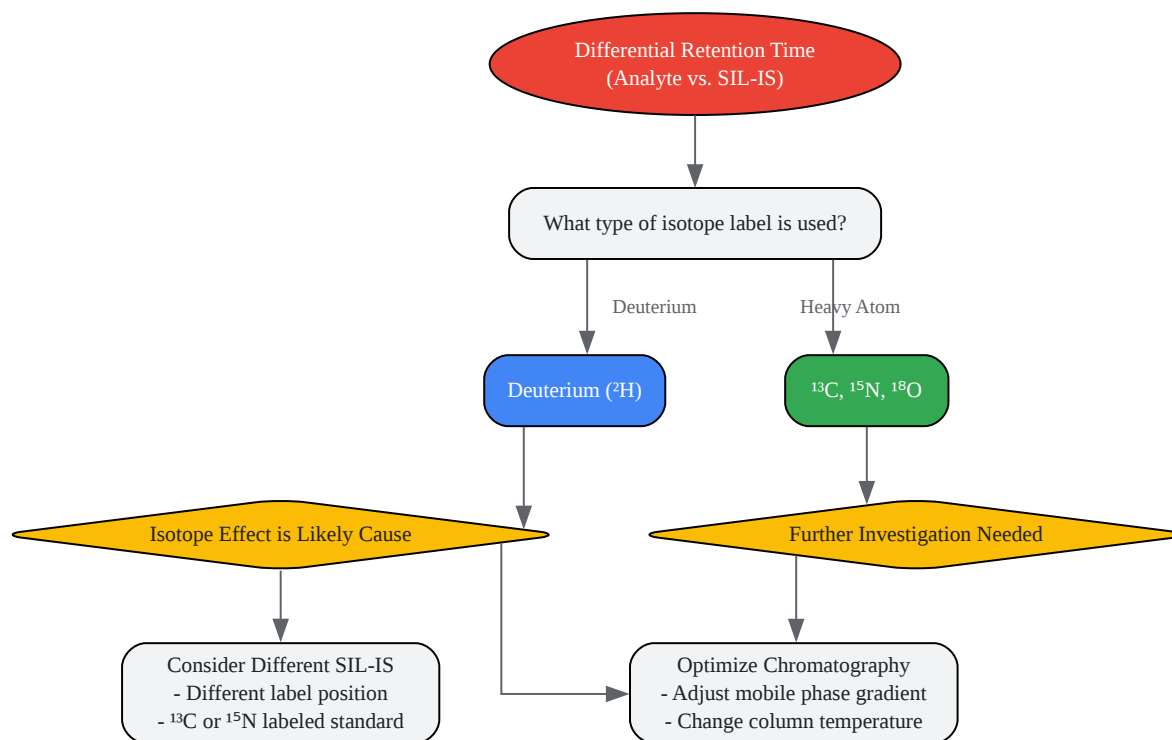 Differential Retention Time
(Analyte vs. SIL-IS)
What type of isotope label is used?
Deuterium
Heavy Atom
Deuterium (²H)
¹³C, ¹⁵N, ¹⁸O
Isotope Effect is Likely Cause
Further Investigation Needed
Consider Different SIL-IS
- Different label position
- ¹³C or ¹⁵N labeled standard
Optimize Chromatography
- Adjust mobile phase gradient
- Change column temperature